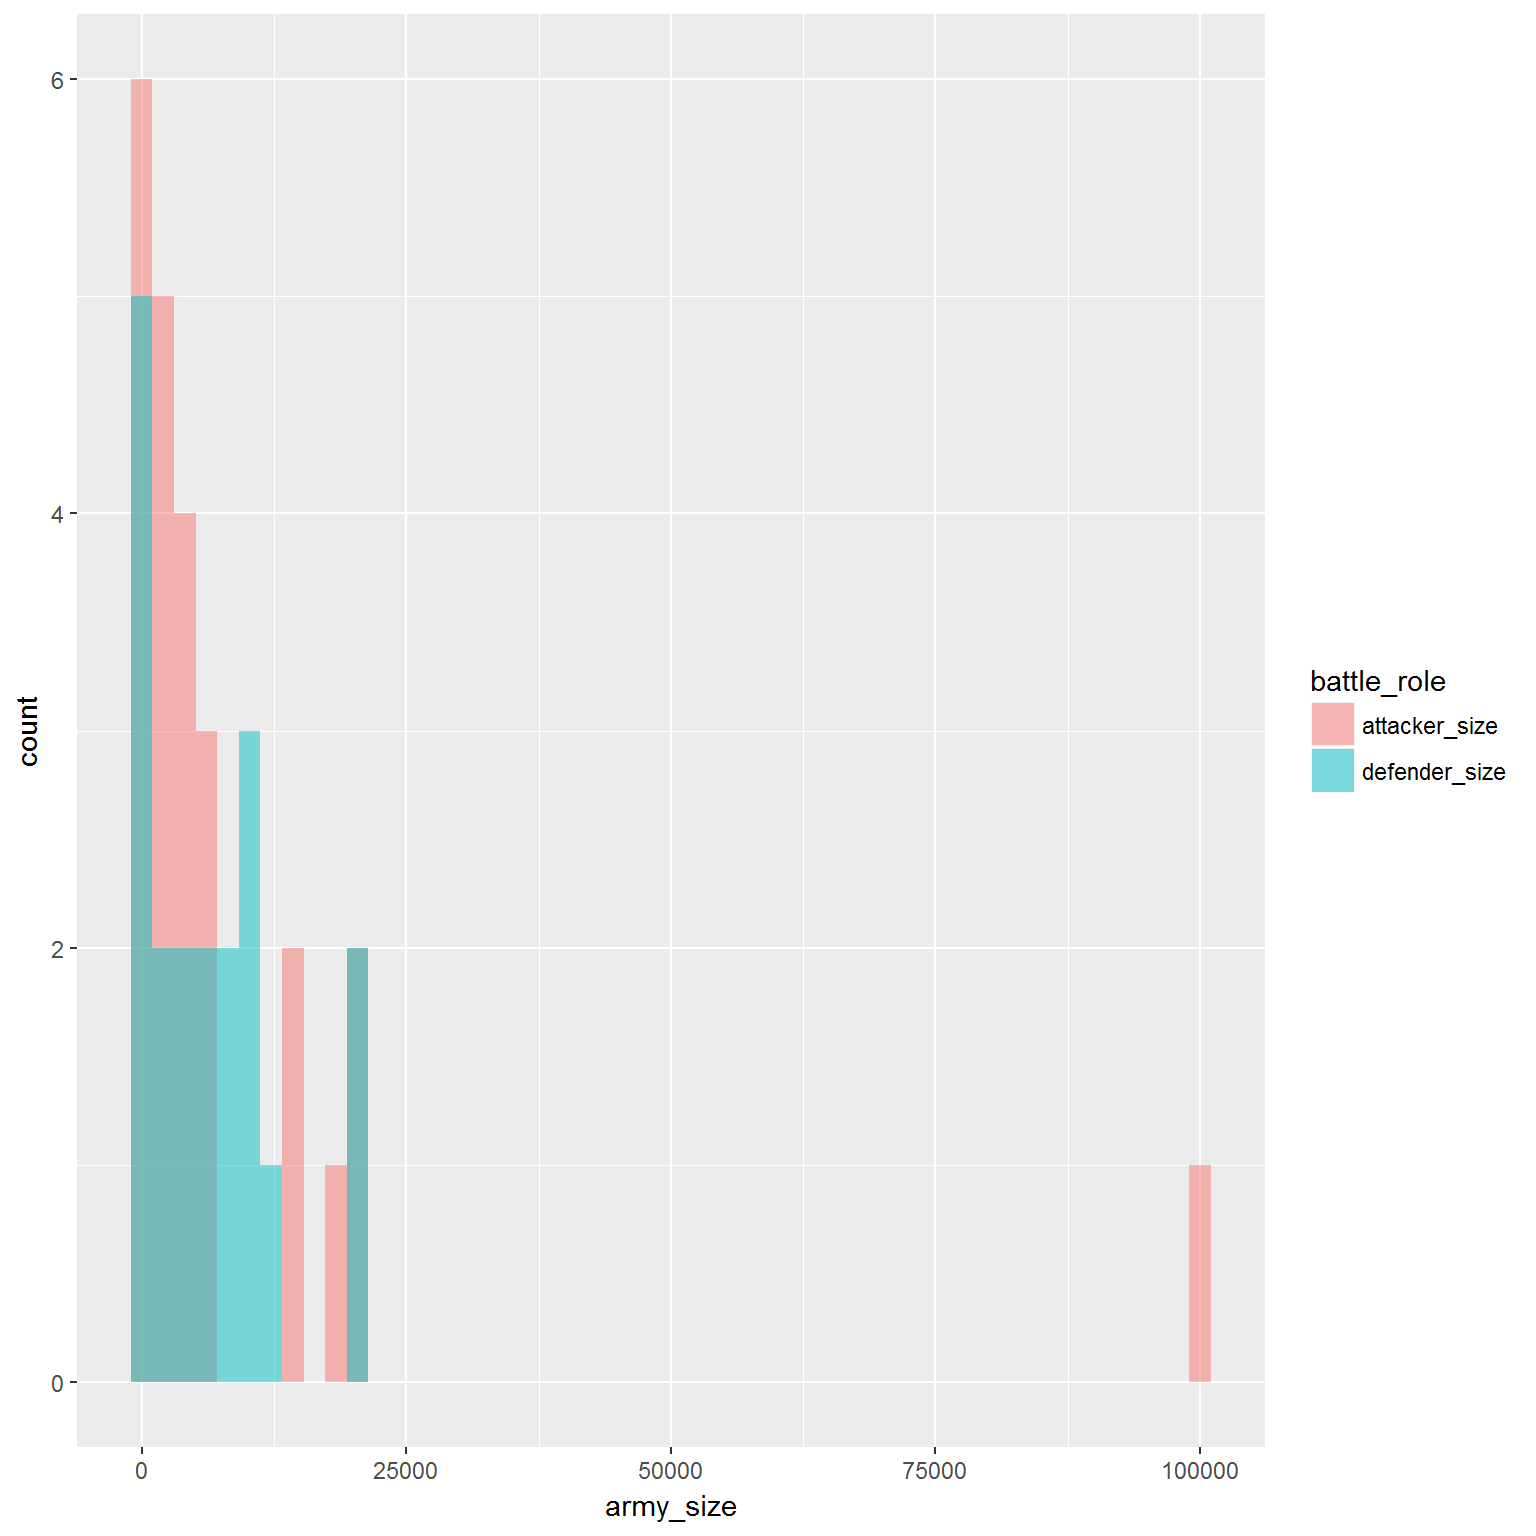 6
4
2
0
count
0
25000
50000
75000
100000
army_size
battle_role
attacker_size
defender_size